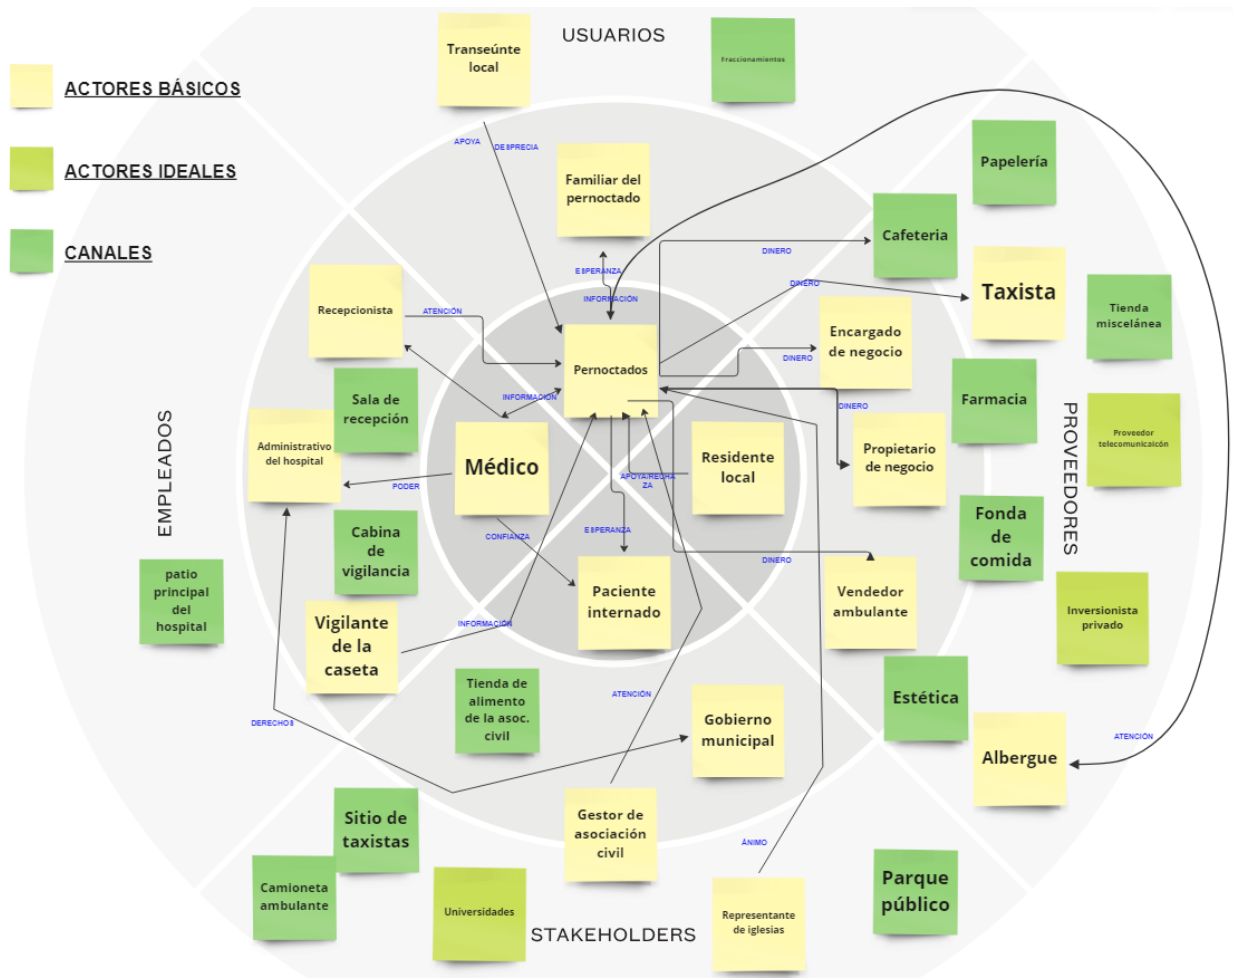 USUARIOS
Transeúnte
local
Fraccionamientos
ACTORES BÁSICOS
ACTORES IDEALES
CANALES
APOYA
DESPRECIA
Papelería
Familiar del
pernoctado
Cafeteria
DINERO
ESPERANZA
INFORMACIÓN
DINERO
Taxista
Recepcionista
ATENCIÓN
Tienda
miscelánea
Encargado
de negocio
DINERO
Pernoctados
INFORMACIÓN
Sala de
recepción
Farmacia
DINERO
EMPLEADOS
PROVEEDORES
Administrativo
del hospital
Médico
Residente
local
Propietario
de negocio
Proveedor
telecomunicaicón
PODER
APOYA/RECHA
ZA
CONFIANZA
ESPERANZA
Cabina
de
vigilancia
Fonda
de
comida
DINERO
patio
principal
del
hospital
Paciente
internado
Vendedor
ambulante
Inversionista
privado
Vigilante
de la
caseta
INFORMACIÓN
Tienda de
alimento
de la asoc.
civil
ATENCIÓN
Estética
DERECHOS
Gobierno
municipal
Albergue
ATENCIÓN
Sitio de
taxistas
Gestor de
asociación
civil
ÁNIMO
Camioneta
ambulante
Universidades
Representante
de iglesias
Parque
público
STAKEHOLDERS